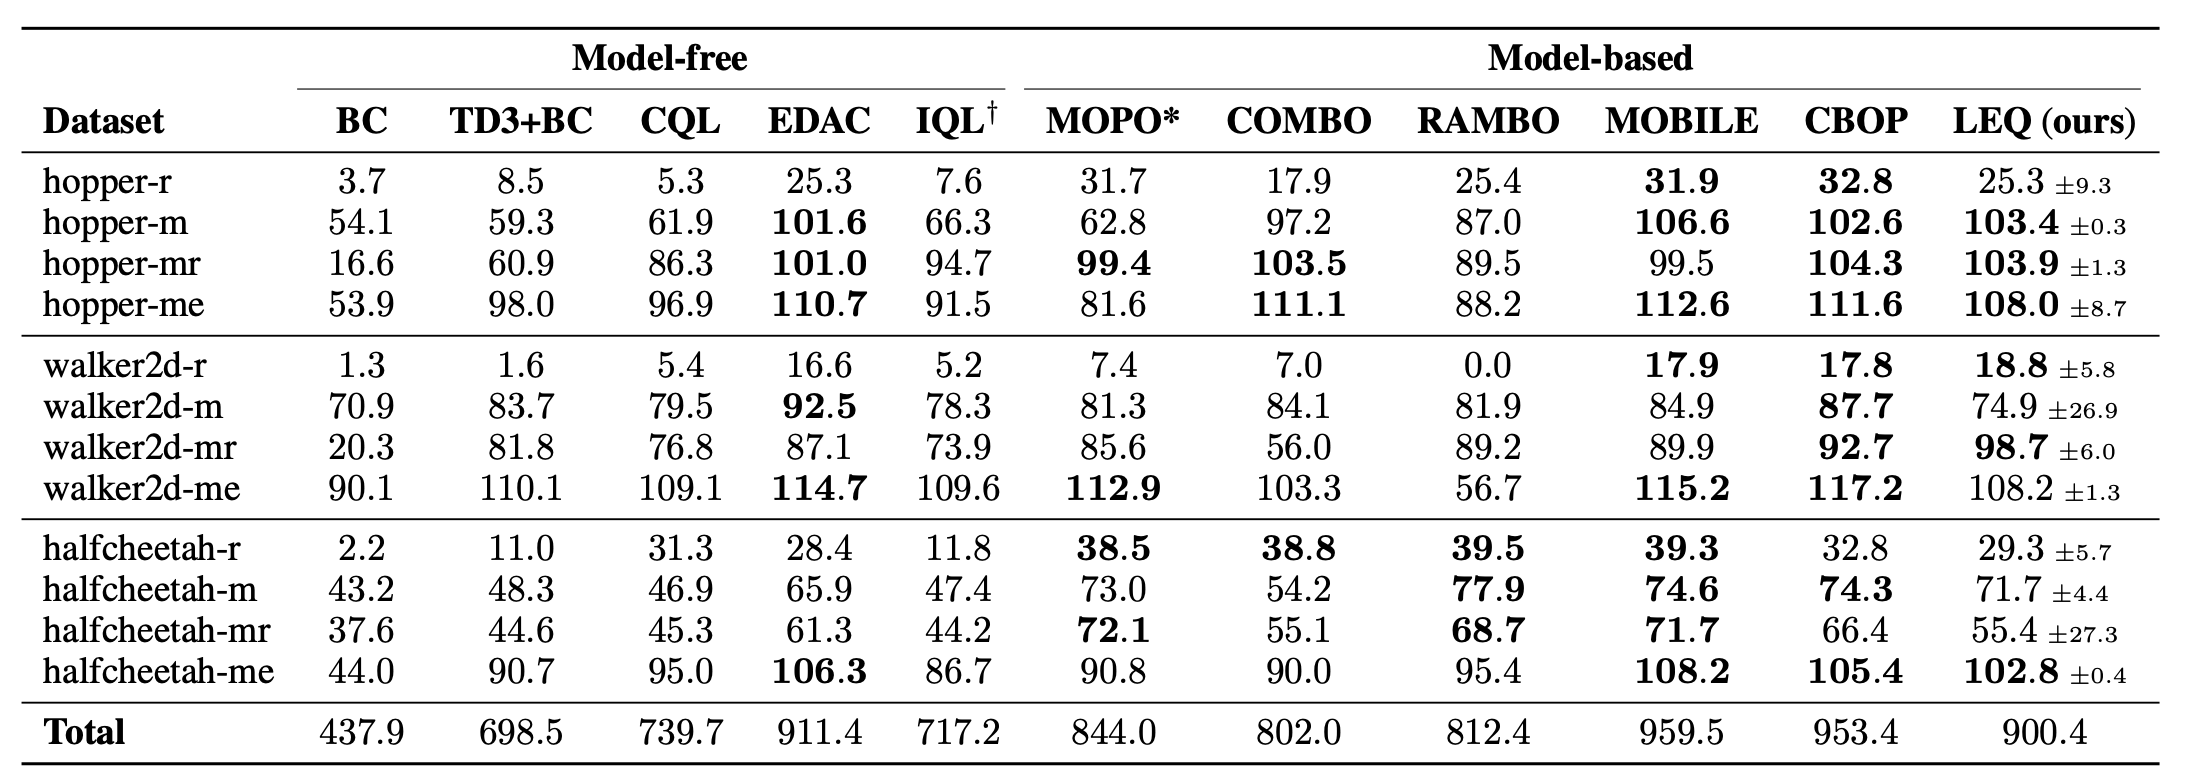 Model-free Model-based
Dataset BC TD3+BC CQL EDAC IQL† MOPO* COMBO RAMBO MOBILE CBOP LEQ (ours)
hopper-r 3.7 8.5 5.3 25.3 7.6 31.7 17.9 25.4 31.9 32.8 25.3 ±9.3
hopper-m 54.1 59.3 61.9 101.6 66.3 62.8 97.2 87.0 106.6 102.6 103.4 ±0.3
hopper-mr 16.6 60.9 86.3 101.0 94.7 99.4 103.5 89.5 99.5 104.3 103.9 ±1.3
hopper-me 53.9 98.0 96.9 110.7 91.5 81.6 111.1 88.2 112.6 111.6 108.0 ±8.7
walker2d-r 1.3 1.6 5.4 16.6 5.2 7.4 7.0 0.0 17.9 17.8 18.8 ±5.8
walker2d-m 70.9 83.7 79.5 92.5 78.3 81.3 84.1 81.9 84.9 87.7 74.9 ±26.9
walker2d-mr 20.3 81.8 76.8 87.1 73.9 85.6 56.0 89.2 89.9 92.7 98.7 ±6.0
walker2d-me 90.1 110.1 109.1 114.7 109.6 112.9 103.3 56.7 115.2 117.2 108.2 ±1.3
halfcheetah-r 2.2 11.0 31.3 28.4 11.8 38.5 38.8 39.5 39.3 32.8 29.3 ±5.7
halfcheetah-m 43.2 48.3 46.9 65.9 47.4 73.0 54.2 77.9 74.6 74.3 71.7 ±4.4
halfcheetah-mr 37.6 44.6 45.3 61.3 44.2 72.1 55.1 68.7 71.7 66.4 55.4 ±27.3
halfcheetah-me 44.0 90.7 95.0 106.3 86.7 90.8 90.0 95.4 108.2 105.4 102.8 ±0.4
Total 437.9 698.5 739.7 911.4 717.2 844.0 802.0 812.4 959.5 953.4 900.4